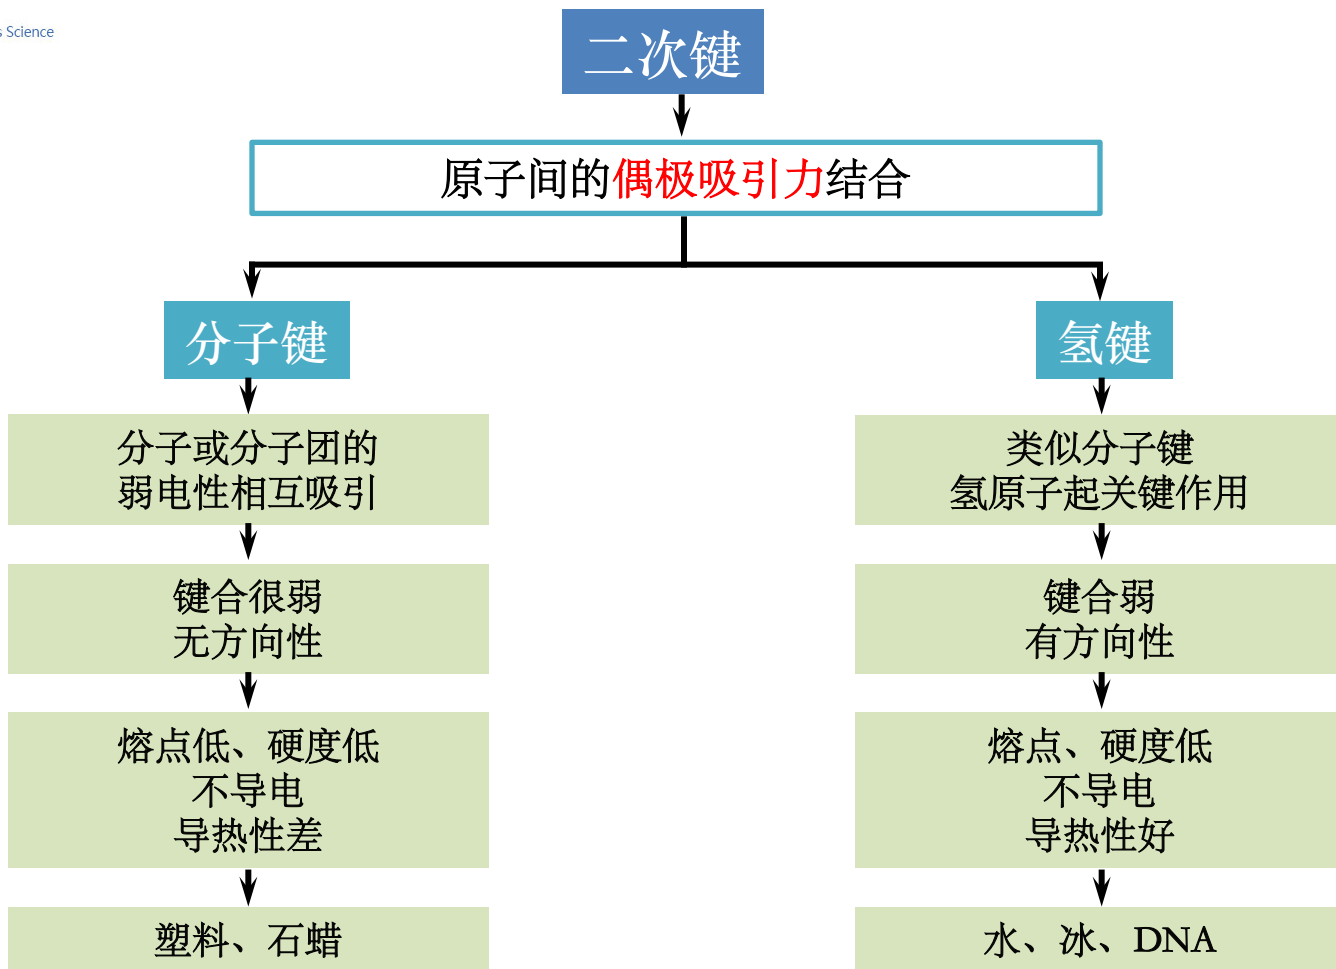 s Science
二次键
原子间的偶极吸引力结合
分子键
氢键
分子或分子团的
弱电性相互吸引
类似分子键
氢原子起关键作用
键合很弱
无方向性
键合弱
有方向性
熔点低、硬度低
不导电
导热性差
熔点、硬度低
不导电
导热性好
塑料、石蜡
水、冰、DNA